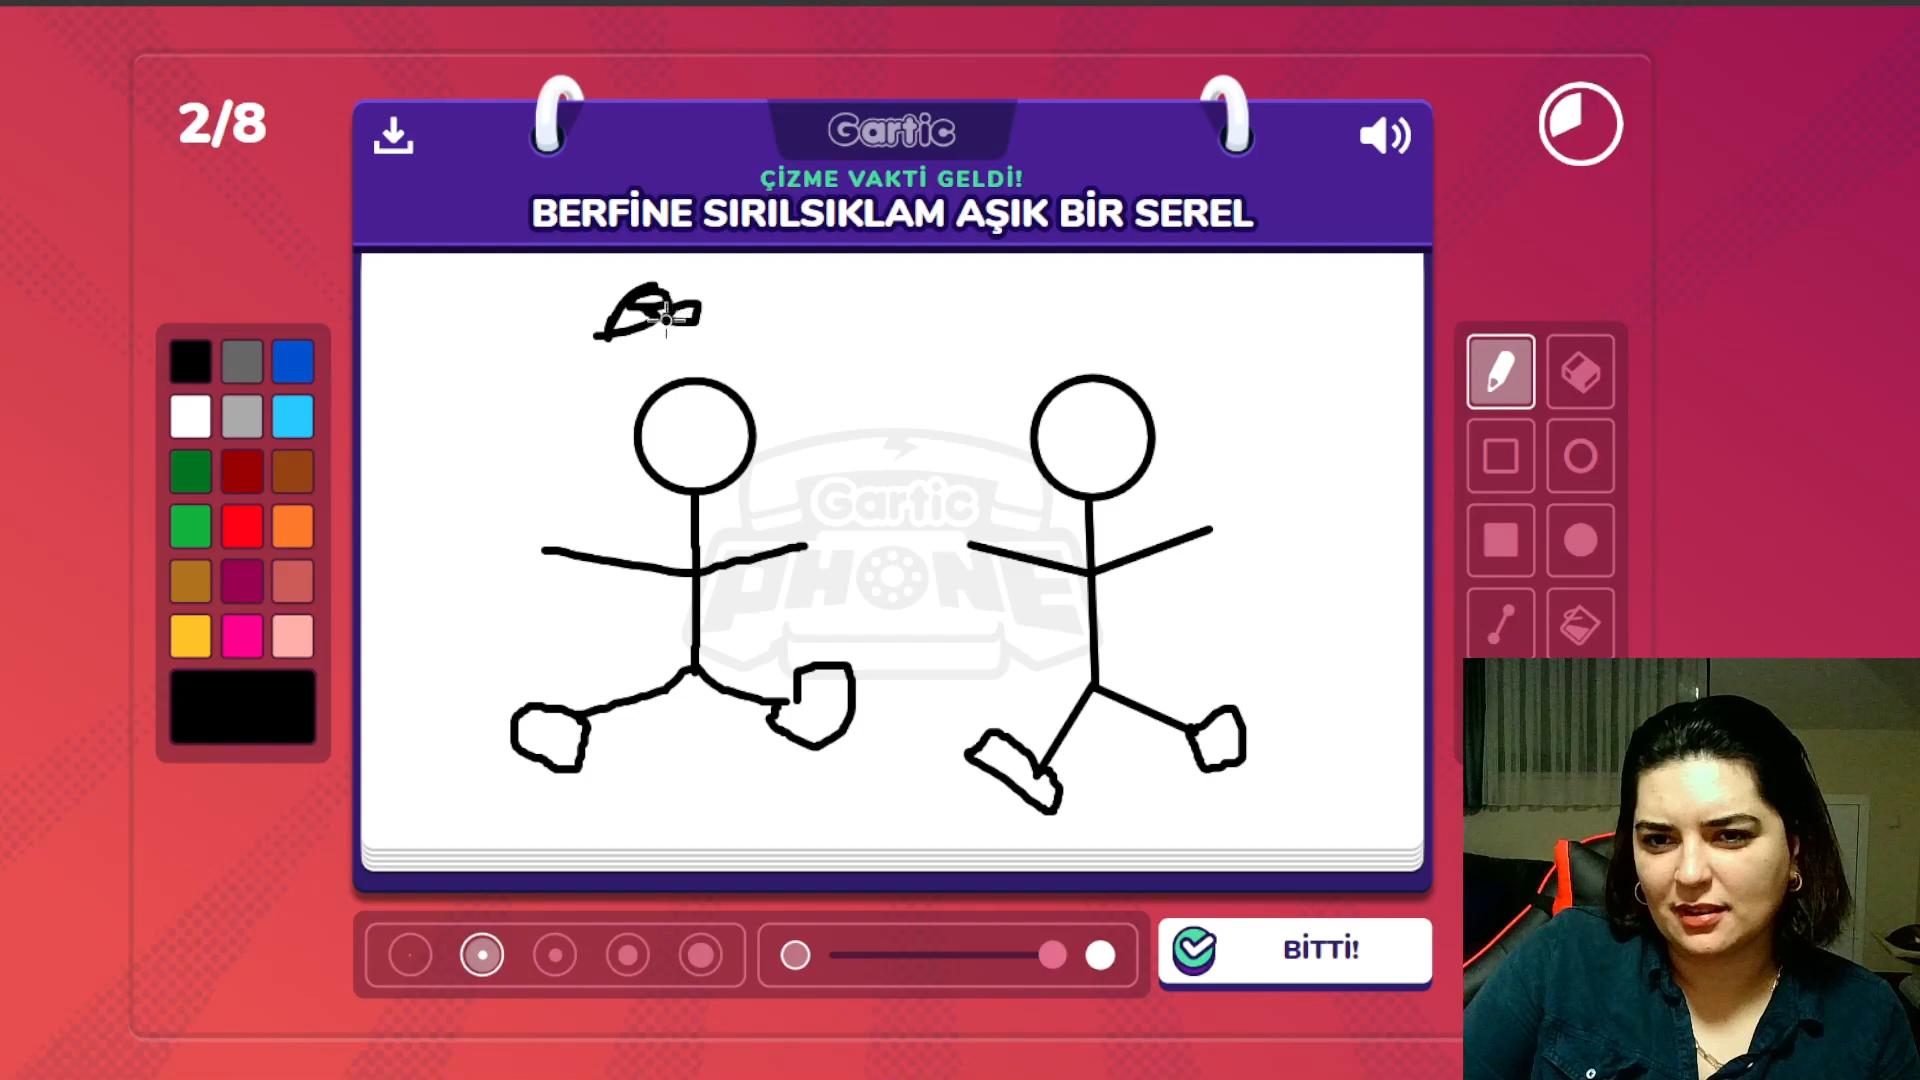 2/8
Gartic
ÇİZME VAKTİ GELDİ!
BERFİNE SIRILSIKLAM AŞIK BİR SEREL
Gartic
PHONE
BİTTİ!